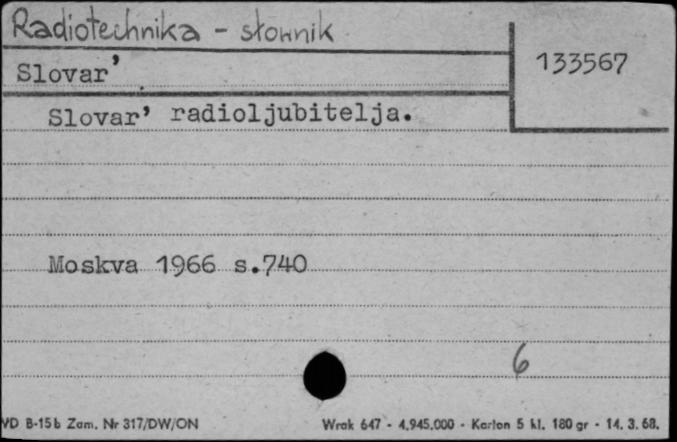 Radiotechnika - słownik
133567
Slovar'
Slovar' radioljubitelja.
Moskva 1966 s.740
6
VD B-15b Zam. Nr 317/DW/ON
Wrak 647 - 4.945.000 - Karton 5 kl. 180 gr - 14. 3. 68.